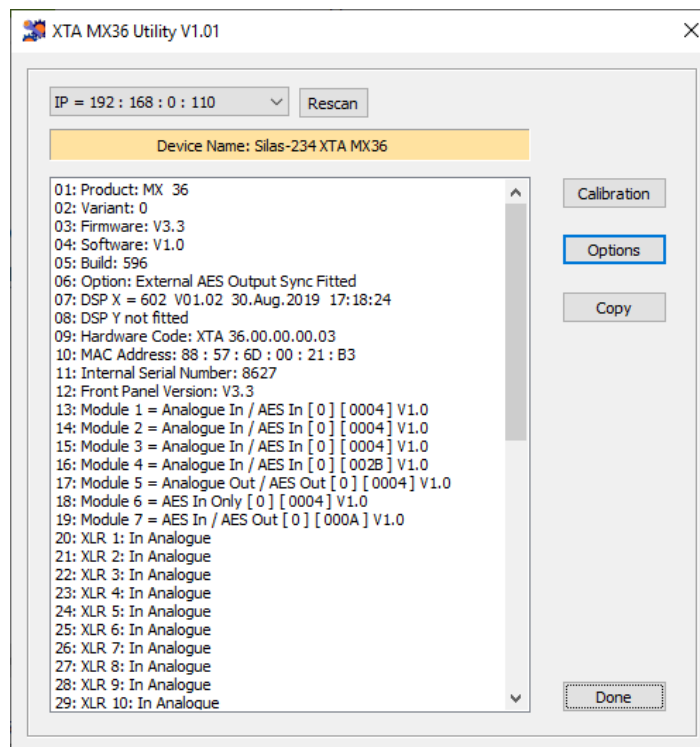 XTA MX36 Utility V1.01
IP = 192 : 168 : 0 : 110
Rescan
Device Name: Silas-234 XTA MX36
01: Product: MX 36
02: Variant: 0
03: Firmware: V3.3
04: Software: V1.0
05: Build: 596
06: Option: External AES Output Sync Fitted
07: DSP X = 602 V01.02 30.Aug.2019 17:18:24
08: DSP Y not fitted
09: Hardware Code: XTA 36.00.00.00.03
10: MAC Address: 88 : 57 : 6D : 00 : 21 : B3
11: Internal Serial Number: 8627
12: Front Panel Version: V3.3
13: Module 1 = Analogue In / AES In [ 0 ] [ 0004 ] V1.0
14: Module 2 = Analogue In / AES In [ 0 ] [ 0004 ] V1.0
15: Module 3 = Analogue In / AES In [ 0 ] [ 0004 ] V1.0
16: Module 4 = Analogue In / AES In [ 0 ] [ 002B ] V1.0
17: Module 5 = Analogue Out / AES Out [ 0 ] [ 0004 ] V1.0
18: Module 6 = AES In Only [ 0 ] [ 0004 ] V1.0
19: Module 7 = AES In / AES Out [ 0 ] [ 000A ] V1.0
20: XLR 1: In Analogue
21: XLR 2: In Analogue
22: XLR 3: In Analogue
23: XLR 4: In Analogue
24: XLR 5: In Analogue
25: XLR 6: In Analogue
26: XLR 7: In Analogue
27: XLR 8: In Analogue
28: XLR 9: In Analogue
29: XLR 10: In Analogue
Calibration
Options
Copy
Done